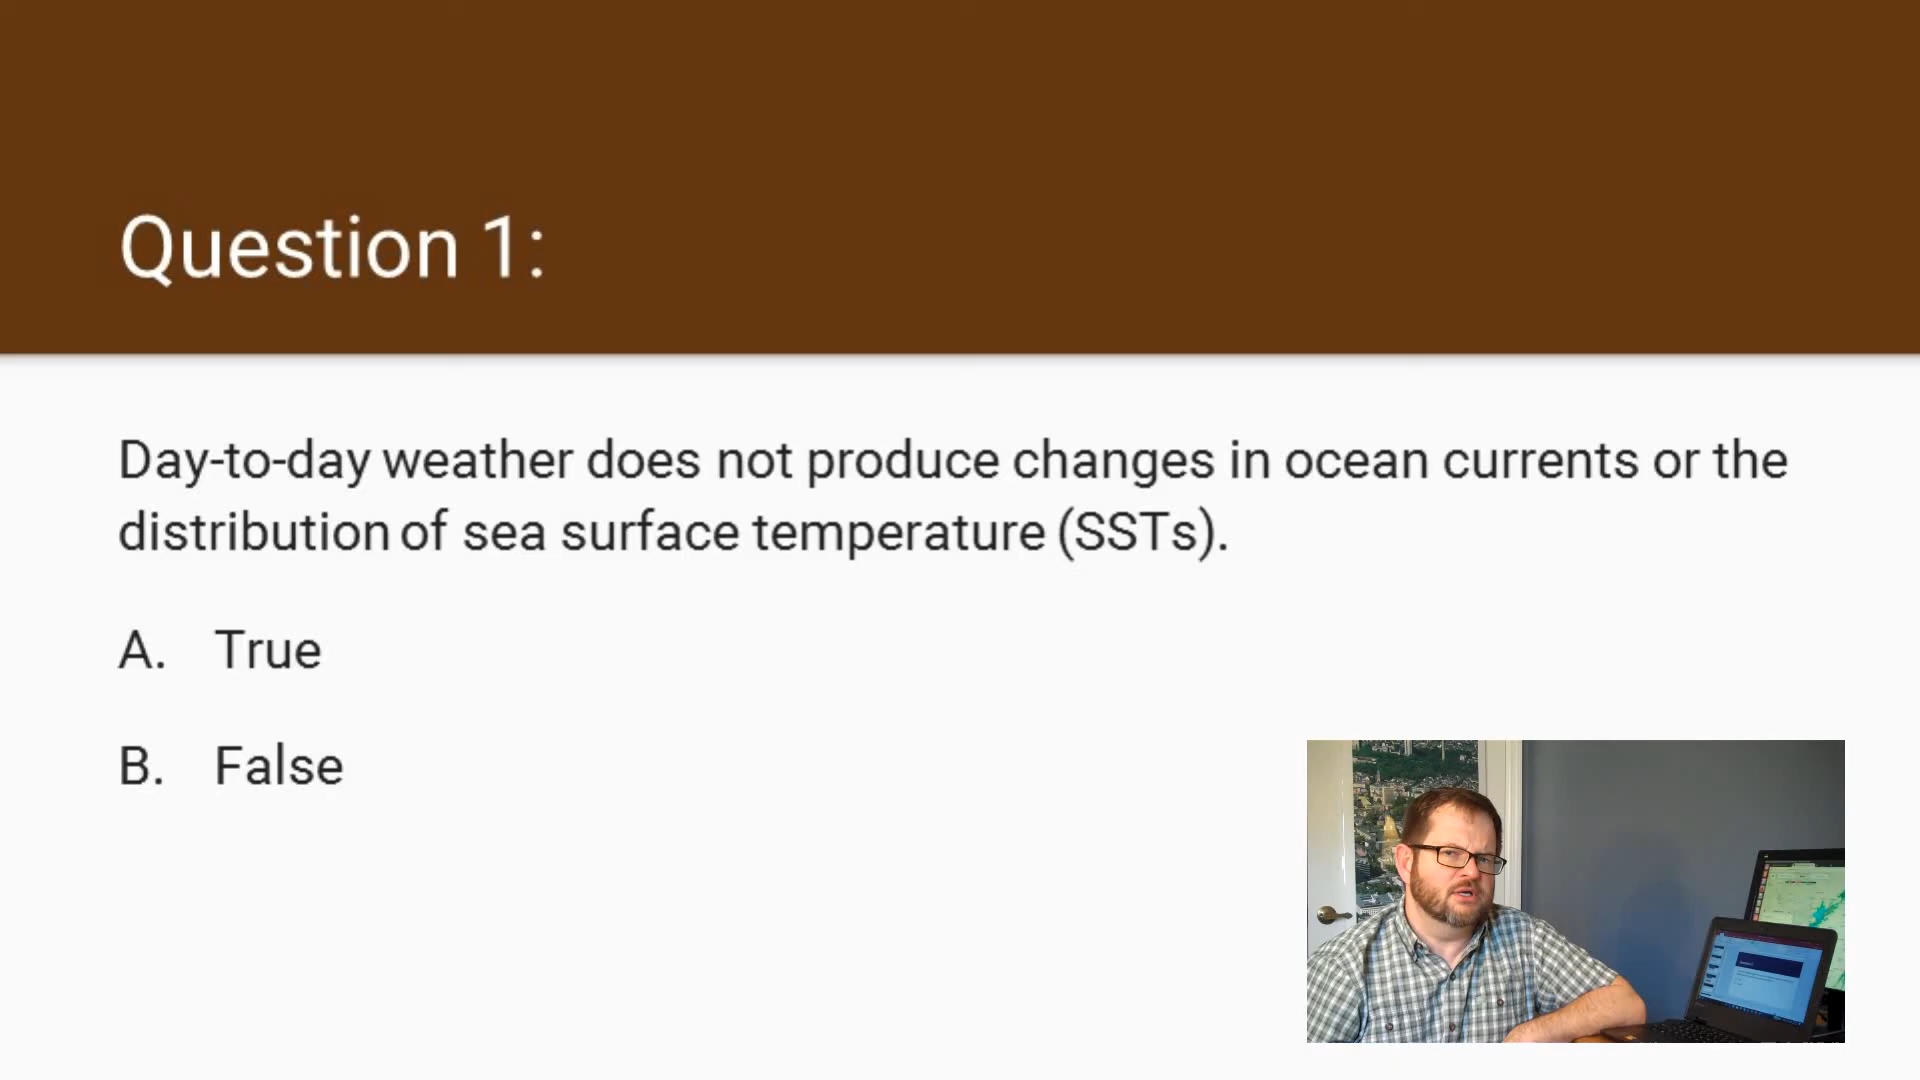 Question 1:
Day-to-day weather does not produce changes in ocean currents or the
distribution of sea surface temperature (SSTs).
A. True
B. False